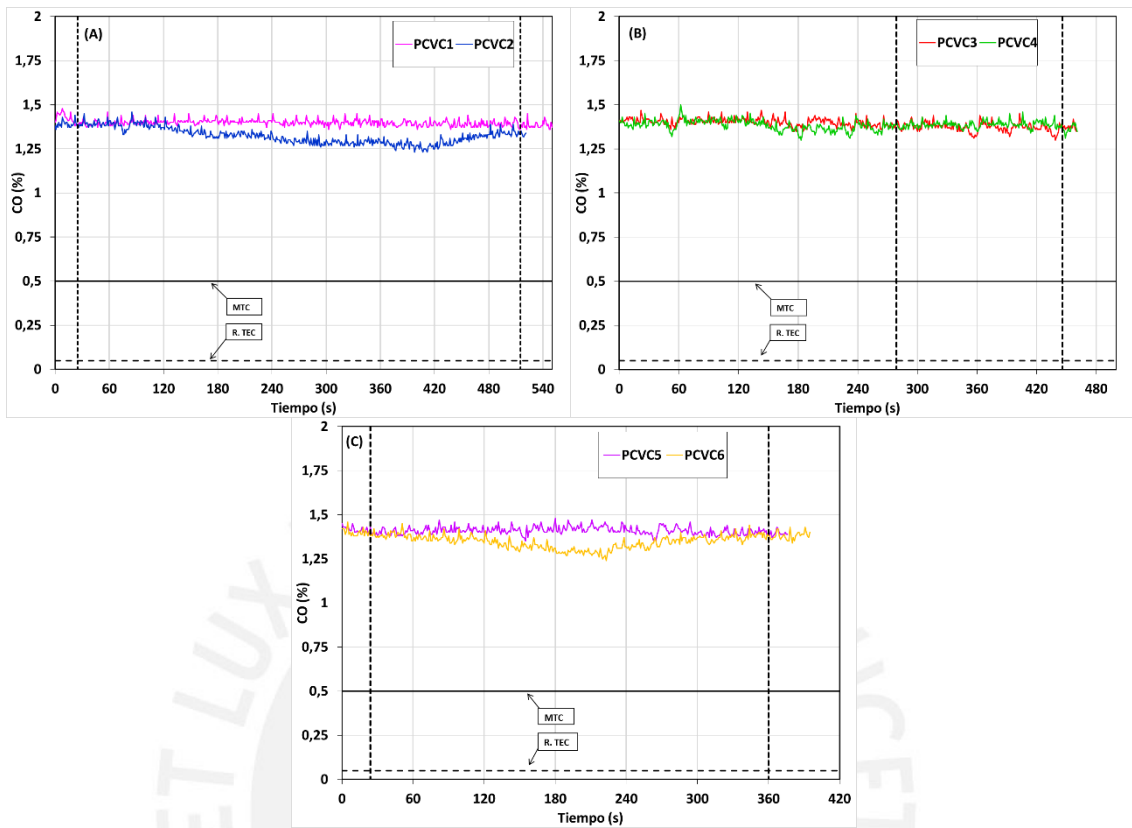 (A)
PCVC1 PCVC2
CO (%)
2
1,75
1,5
1,25
1
0,75
0,5
0,25
0
MTC
R. TEC
0 60 120 180 240 300 360 420 480 540
Tiempo (s)
(B)
PCVC3 PCVC4
CO (%)
2
1,75
1,5
1,25
1
0,75
0,5
0,25
0
MTC
R. TEC
0 60 120 180 240 300 360 420 480
Tiempo (s)
(C)
PCVC5 PCVC6
CO (%)
2
1,75
1,5
1,25
1
0,75
0,5
0,25
0
MTC
R. TEC
0 60 120 180 240 300 360 420
Tiempo (s)
ET LUX